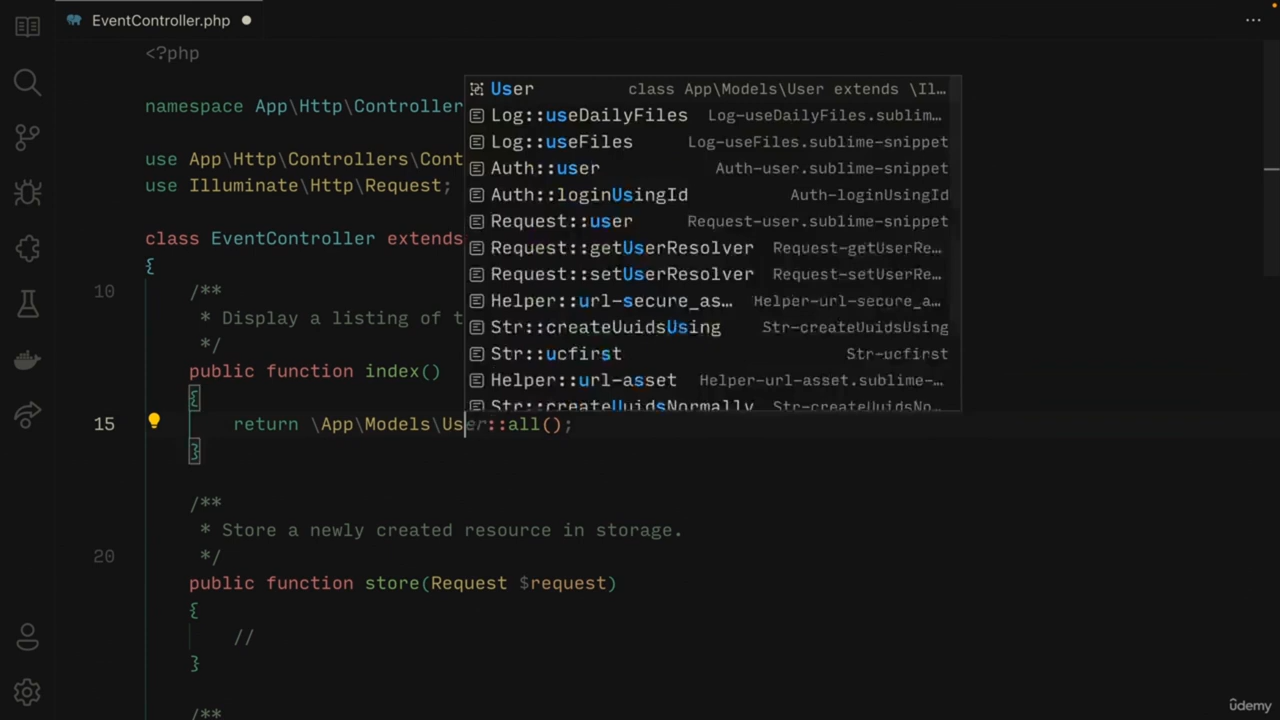 EventController.php
<?php
namespace App\Http\Controller
use App\Http\Controllers\Cont
use Illuminate\Http\Request;
class EventController extends
{
10 /**
* Display a listing of t
*/
public function index()
{
15 return \App\Models\User::all();
}
/**
* Store a newly created resource in storage.
20 */
public function store(Request $request)
{
//
}
/**
User class App\Models\User extends \Il…
Log::useDailyFiles Log-useDailyFiles.sublim…
Log::useFiles Log-useFiles.sublime-snippet
Auth::user Auth-user.sublime-snippet
Auth::loginUsingId Auth-loginUsingId
Request::user Request-user.sublime-snippet
Request::getUserResolver Request-getUserRe…
Request::setUserResolver Request-setUserRe…
Helper::url-secure_as… Helper-url-secure_a…
Str::createUuidsUsing Str-createUuidsUsing
Str::ucfirst Str-ucfirst
Helper::url-asset Helper-url-asset.sublime-…
Str::createUuidsNormally Str-createUuidsNo…
ûdemy